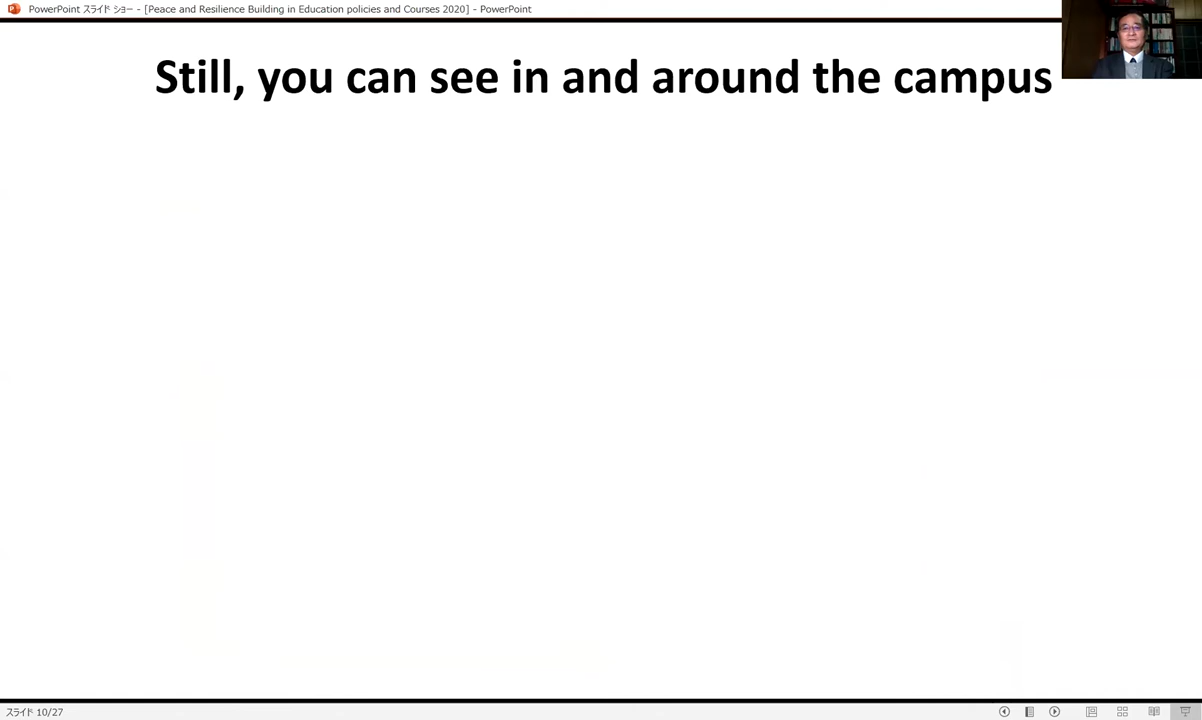 PowerPoint スライド ショー - [Peace and Resilience Building in Education policies and Courses 2020] - PowerPoint
Still, you can see in and around the campus
スライド 10/27